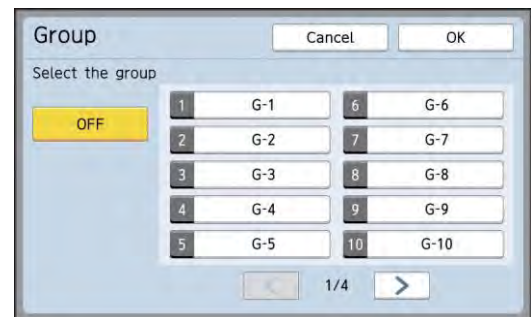 Group Cancel OK
Select the group
OFF
1 G-1 6 G-6
2 G-2 7 G-7
3 G-3 8 G-8
4 G-4 9 G-9
5 G-5 10 G-10
< 1/4 >